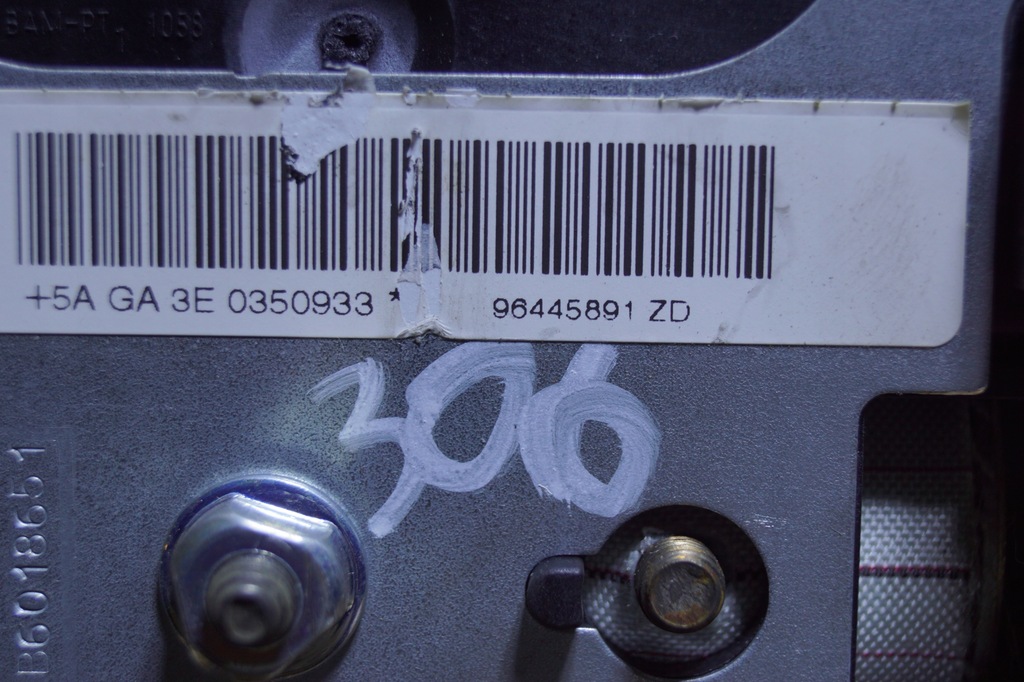 BAM-PT, 1058
+5A GA 3E 0350933 * 96445891 ZD
306
B6018651